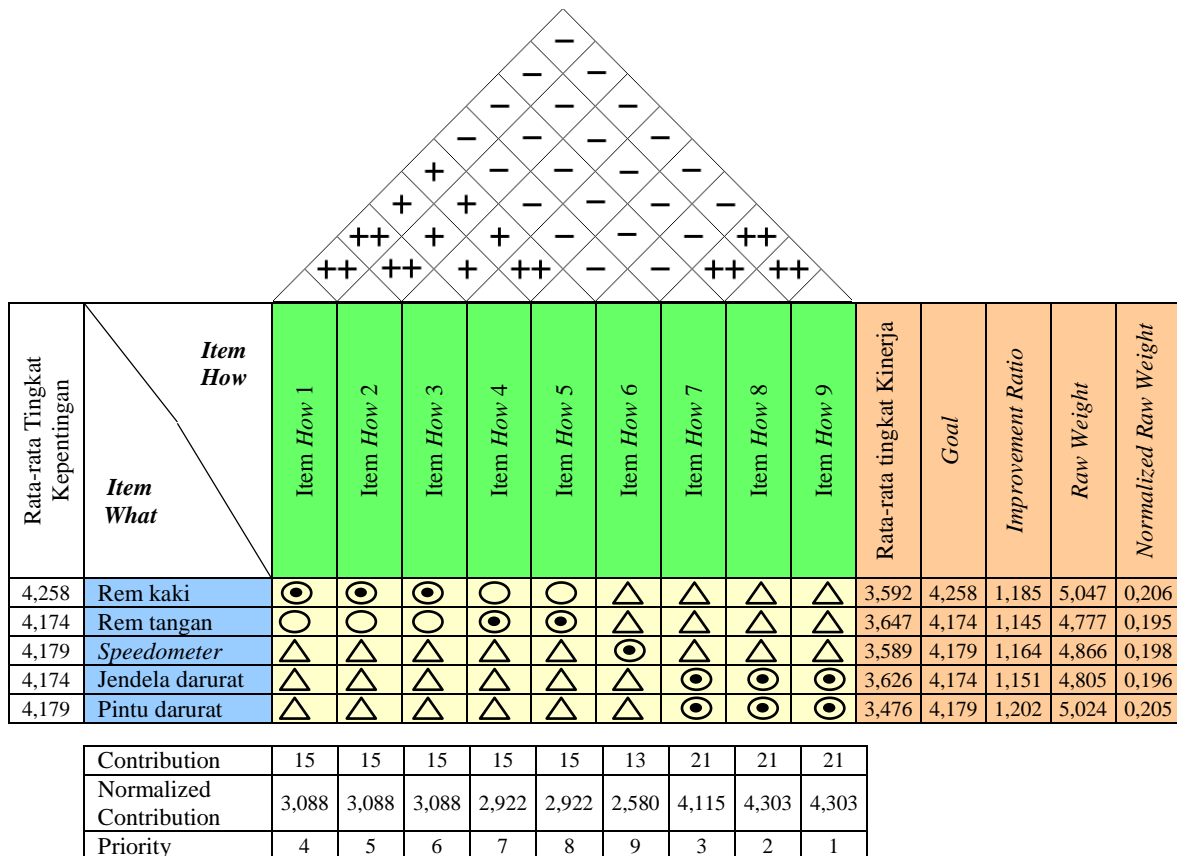 −
− −
− − −
− − − −
+ − − − −
+ + − − − −
++ + + − − − ++
++ ++ + ++ − − ++ ++
Rata-rata Tingkat
Kepentingan
Item
How
Item
What
Item How 1
Item How 2
Item How 3
Item How 4
Item How 5
Item How 6
Item How 7
Item How 8
Item How 9
Rata-rata tingkat Kinerja
Goal
Improvement Ratio
Raw Weight
Normalized Raw Weight
4,258 Rem kaki ◉ ◉ ◉ ○ ○ △ △ △ △ 3,592 4,258 1,185 5,047 0,206
4,174 Rem tangan ○ ○ ○ ◉ ◉ △ △ △ △ 3,647 4,174 1,145 4,777 0,195
4,179 Speedometer △ △ △ △ △ ◉ △ △ △ 3,589 4,179 1,164 4,866 0,198
4,174 Jendela darurat △ △ △ △ △ △ ◉ ◉ ◉ 3,626 4,174 1,151 4,805 0,196
4,179 Pintu darurat △ △ △ △ △ △ ◉ ◉ ◉ 3,476 4,179 1,202 5,024 0,205
Contribution 15 15 15 15 15 13 21 21 21
Normalized
Contribution 3,088 3,088 3,088 2,922 2,922 2,580 4,115 4,303 4,303
Priority 4 5 6 7 8 9 3 2 1